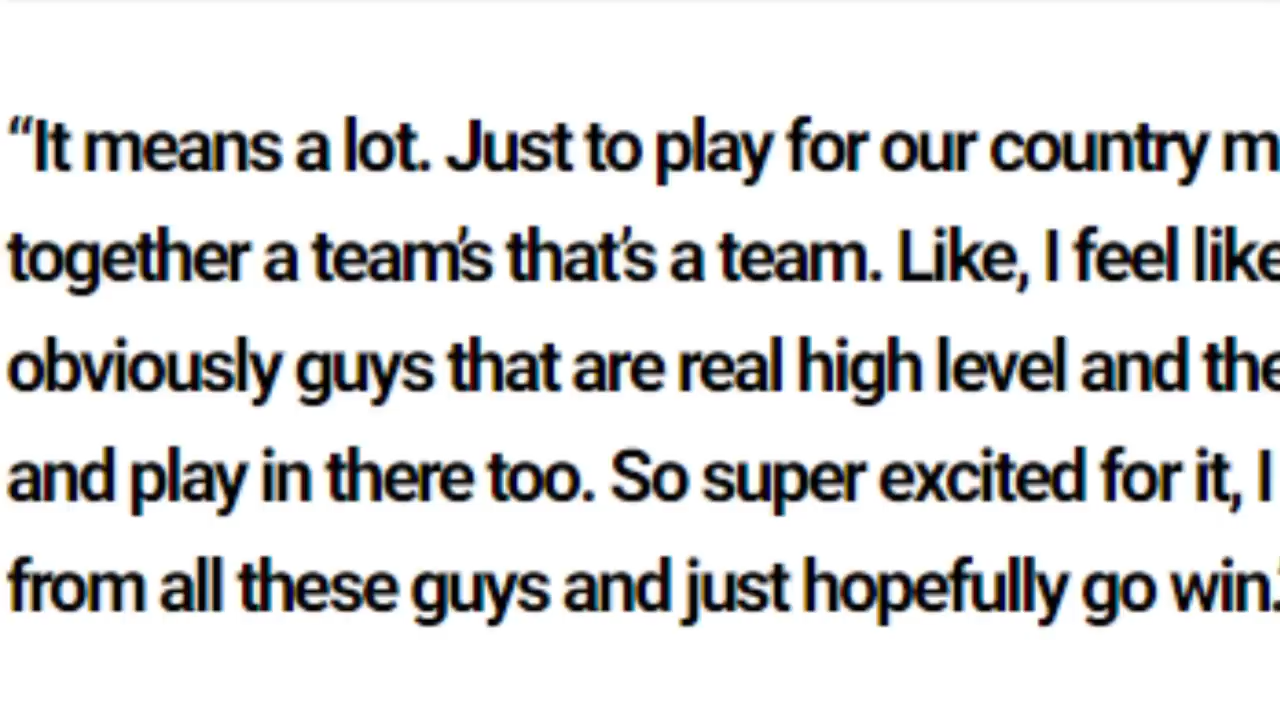 “It means a lot. Just to play for our country
together a team’s that’s a team. Like, I feel like
obviously guys that are real high level and
and play in there too. So super excited for it, I
from all these guys and just hopefully go win.